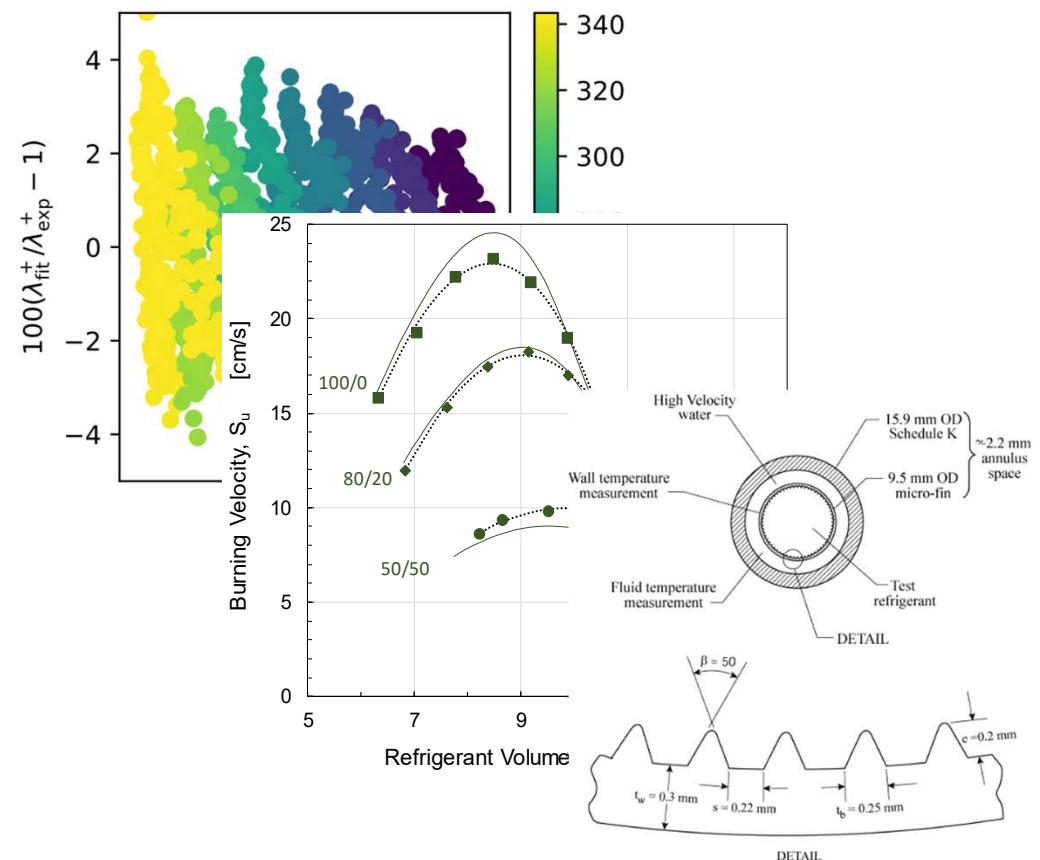 100(λ⁺fit/λ⁺exp − 1)
4
2
0
−2
−4
340
320
300
Burning Velocity, Su [cm/s]
25
20
15
10
5
0
5
7
9
Refrigerant Volume
100/0
80/20
50/50
High Velocity
water
15.9 mm OD
Schedule K
≈2.2 mm
annulus
space
9.5 mm OD
micro-fin
Wall temperature
measurement
Fluid temperature
measurement
Test
refrigerant
DETAIL
β = 50
e =0.2 mm
tw = 0.3 mm
s = 0.22 mm
tb = 0.25 mm
DETAIL